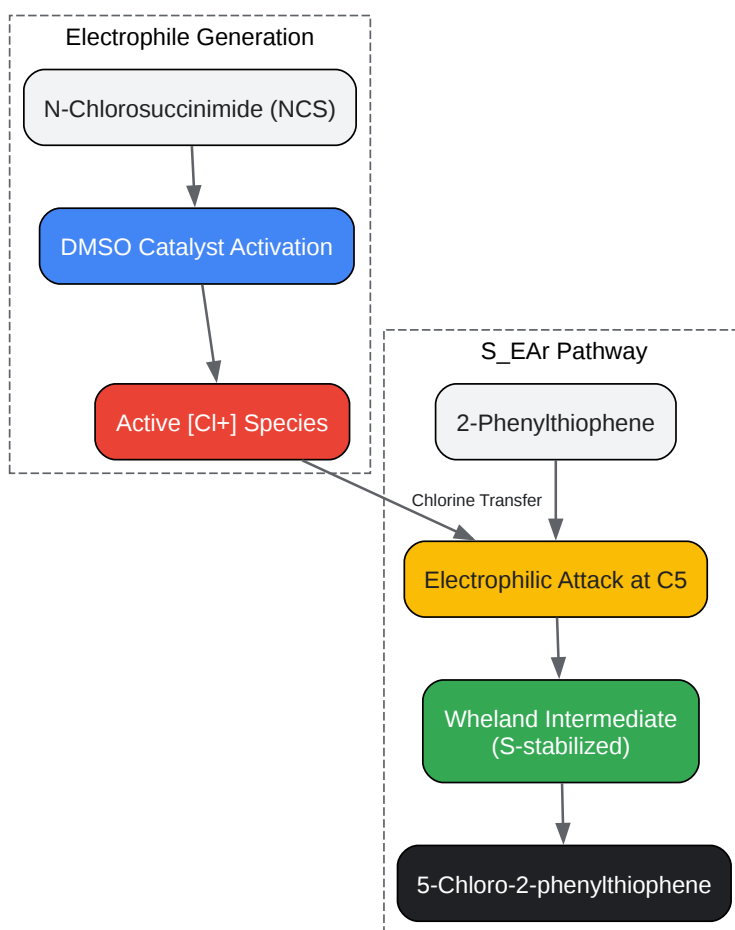 Electrophile Generation
N-Chlorosuccinimide (NCS)
DMSO Catalyst Activation
Active [Cl+] Species
S_EAr Pathway
2-Phenylthiophene
Chlorine Transfer
Electrophilic Attack at C5
Wheland Intermediate
(S-stabilized)
5-Chloro-2-phenylthiophene